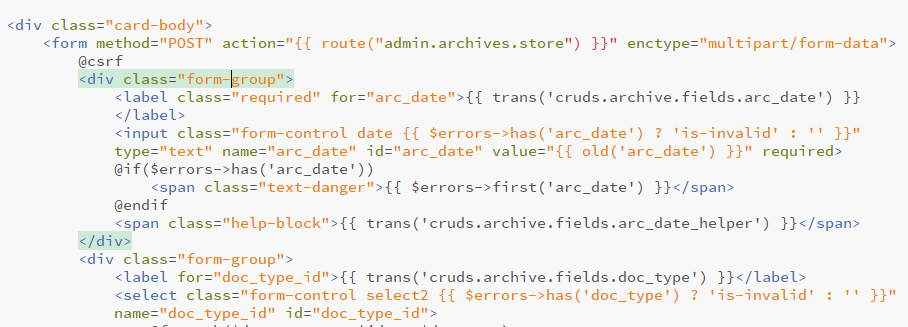 <div class="card-body">
<form method="POST" action="{{ route("admin.archives.store") }}" enctype="multipart/form-data">
@csrf
<div class="form-group">
<label class="required" for="arc_date">{{ trans('cruds.archive.fields.arc_date') }}
</label>
<input class="form-control date {{ $errors->has('arc_date') ? 'is-invalid' : '' }}"
type="text" name="arc_date" id="arc_date" value="{{ old('arc_date') }}" required>
@if($errors->has('arc_date'))
<span class="text-danger">{{ $errors->first('arc_date') }}</span>
@endif
<span class="help-block">{{ trans('cruds.archive.fields.arc_date_helper') }}</span>
</div>
<div class="form-group">
<label for="doc_type_id">{{ trans('cruds.archive.fields.doc_type') }}</label>
<select class="form-control select2 {{ $errors->has('doc_type') ? 'is-invalid' : '' }}"
name="doc_type_id" id="doc_type_id">